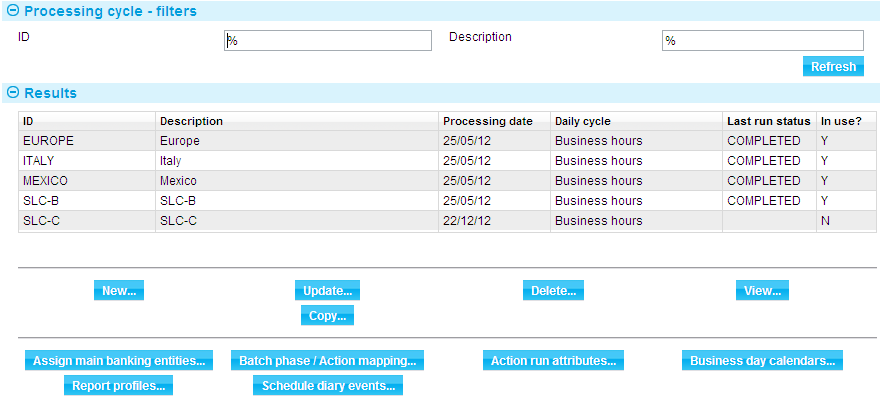 Processing cycle - filters
ID % Description %
Refresh
Results
ID Description Processing date Daily cycle Last run status In use?
EUROPE Europe 25/05/12 Business hours COMPLETED Y
ITALY Italy 25/05/12 Business hours COMPLETED Y
MEXICO Mexico 25/05/12 Business hours COMPLETED Y
SLC-B SLC-B 25/05/12 Business hours COMPLETED Y
SLC-C SLC-C 22/12/12 Business hours N
New... Update... Delete... View...
Copy...
Assign main banking entities... Batch phase / Action mapping... Action run attributes... Business day calendars...
Report profiles... Schedule diary events...